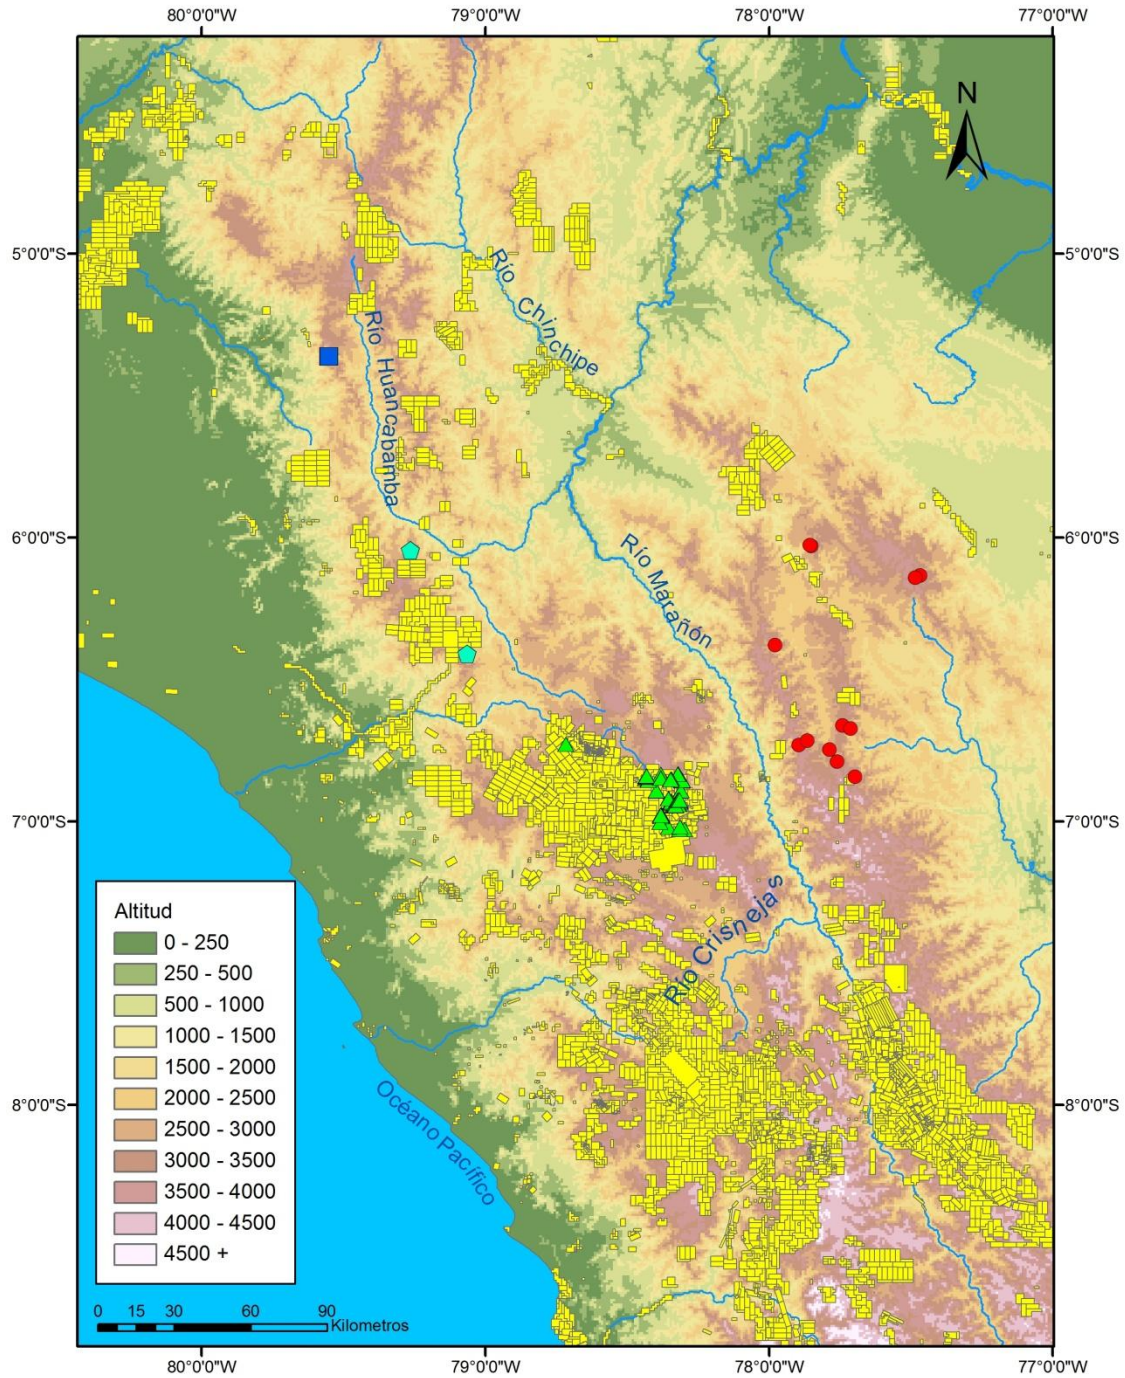 80°0'0"W 79°0'0"W 78°0'0"W 77°0'0"W
N
5°0'0"S 5°0'0"S
Río Chinchipe
Río Huancabamba
6°0'0"S 6°0'0"S
Río Marañón
7°0'0"S 7°0'0"S
Río Crisnejas
Altitud
0 - 250
250 - 500
500 - 1000
1000 - 1500
1500 - 2000
2000 - 2500
2500 - 3000
3000 - 3500
3500 - 4000
4000 - 4500
4500 +
8°0'0"S 8°0'0"S
Océano Pacífico
0 15 30 60 90
Kilometros
80°0'0"W 79°0'0"W 78°0'0"W 77°0'0"W